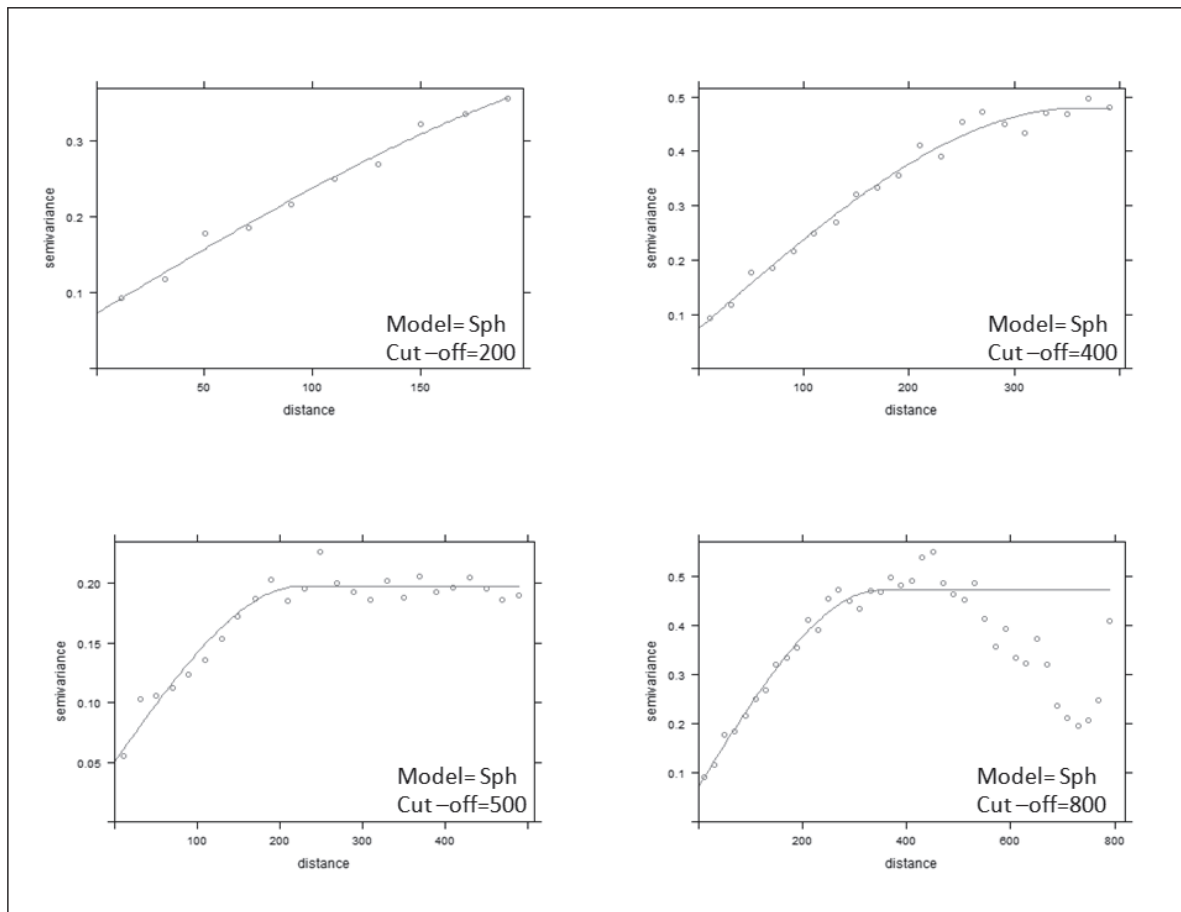 semivariance
0.3
0.2
0.1
50 100 150
distance
Model= Sph
Cut–off=200
semivariance
0.5
0.4
0.3
0.2
0.1
100 200 300
distance
Model= Sph
Cut–off=400
semivariance
0.20
0.15
0.10
0.05
100 200 300 400
distance
Model= Sph
Cut–off=500
semivariance
0.5
0.4
0.3
0.2
0.1
200 400 600 800
distance
Model= Sph
Cut–off=800